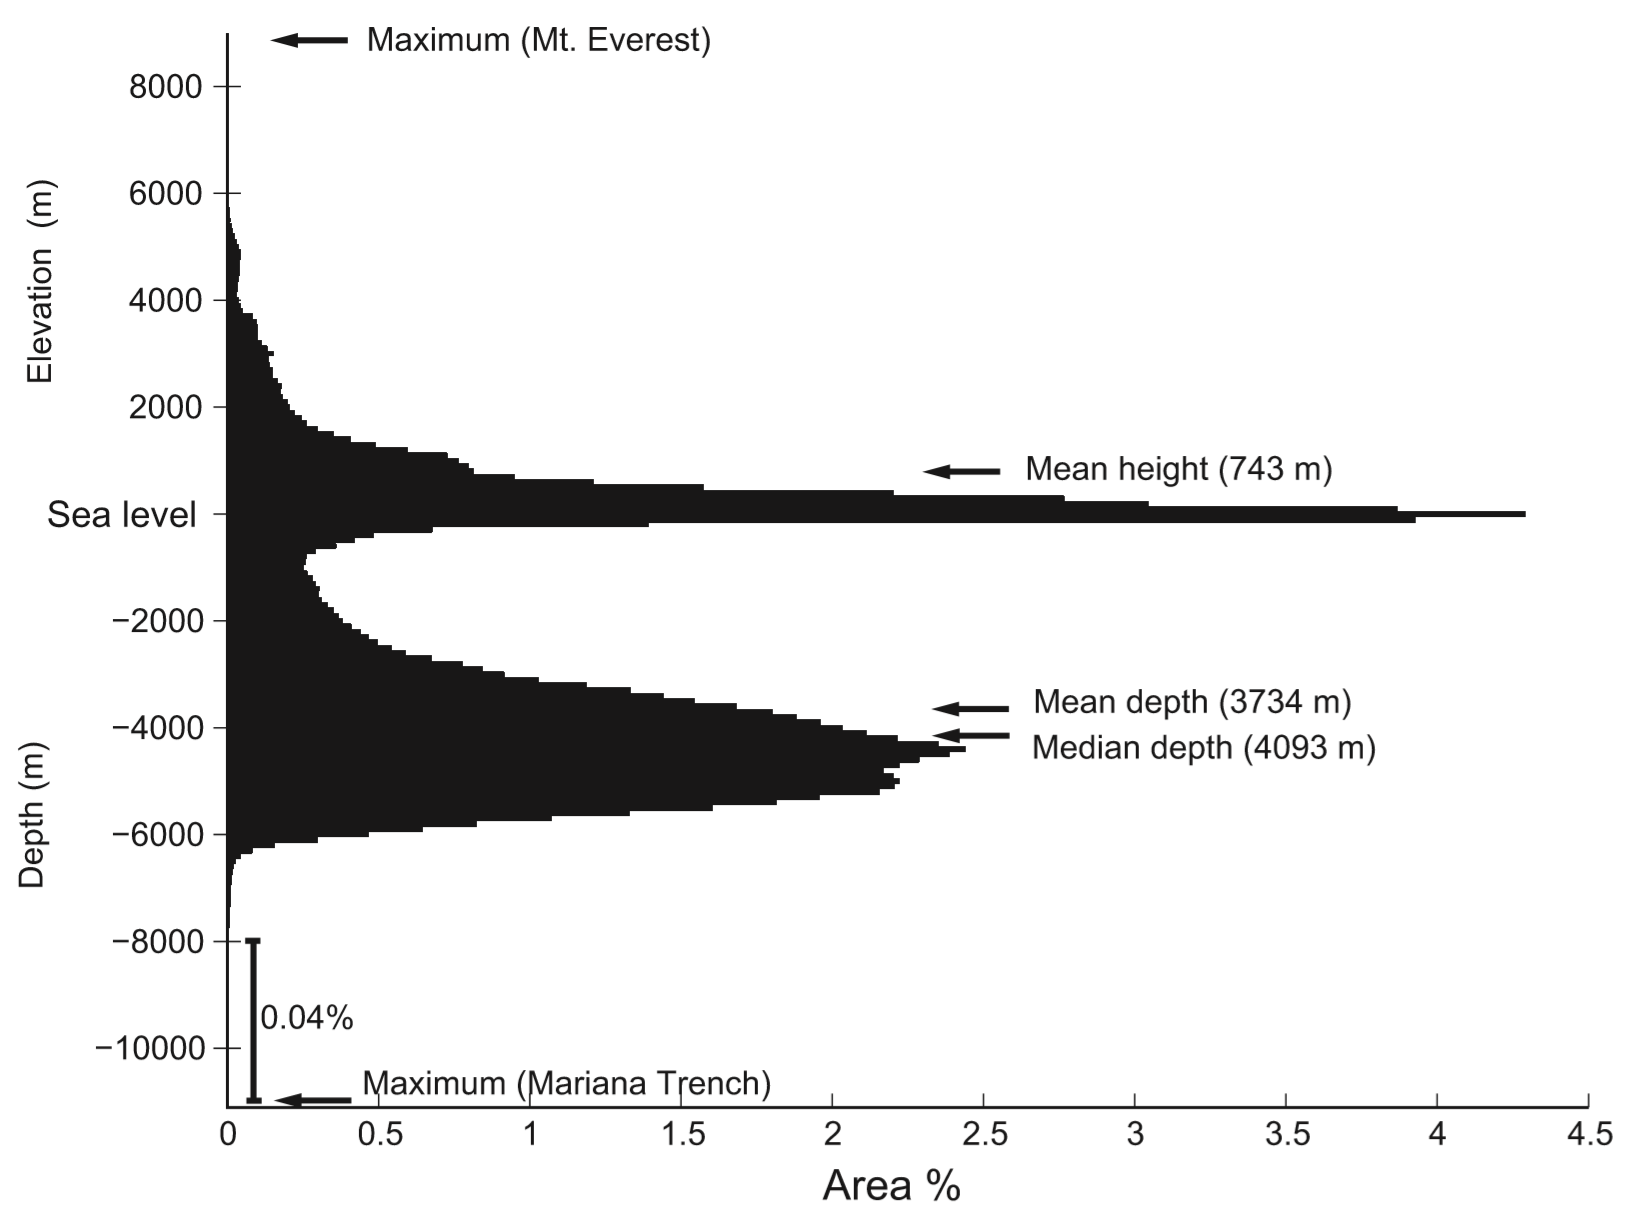 Maximum (Mt. Everest)
8000
6000
4000
2000
Elevation (m)
Mean height (743 m)
Sea level
−2000
Mean depth (3734 m)
−4000
Median depth (4093 m)
−6000
Depth (m)
−8000
0.04%
−10000
Maximum (Mariana Trench)
0 0.5 1 1.5 2 2.5 3 3.5 4 4.5
Area %